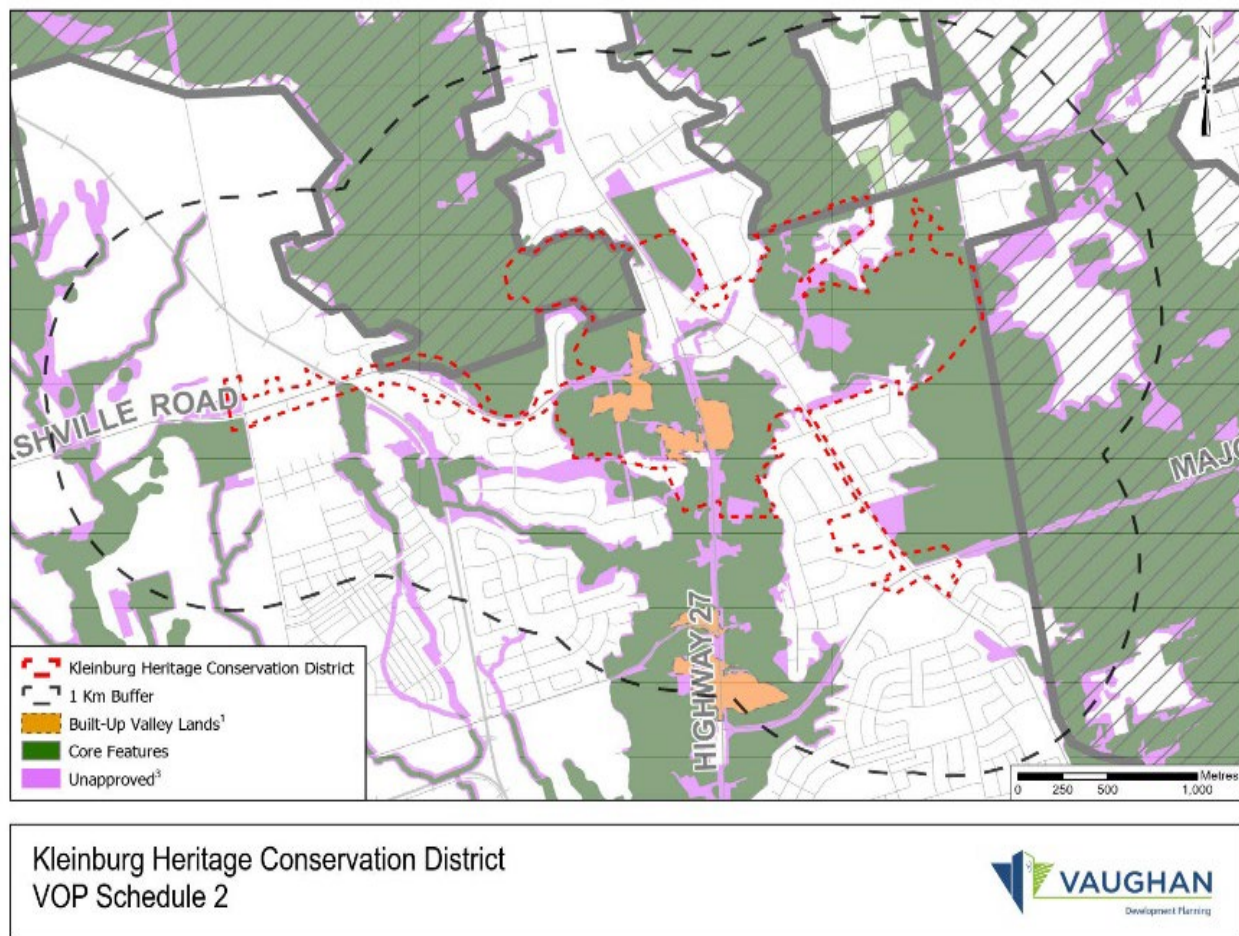 N
ASHVILLE ROAD
MAJO
HIGHWAY 27
Kleinburg Heritage Conservation District
1 Km Buffer
Built-Up Valley Lands¹
Core Features
Unapproved³
Metres
0 250 500 1,000
Kleinburg Heritage Conservation District
VOP Schedule 2
VAUGHAN
Development Planning